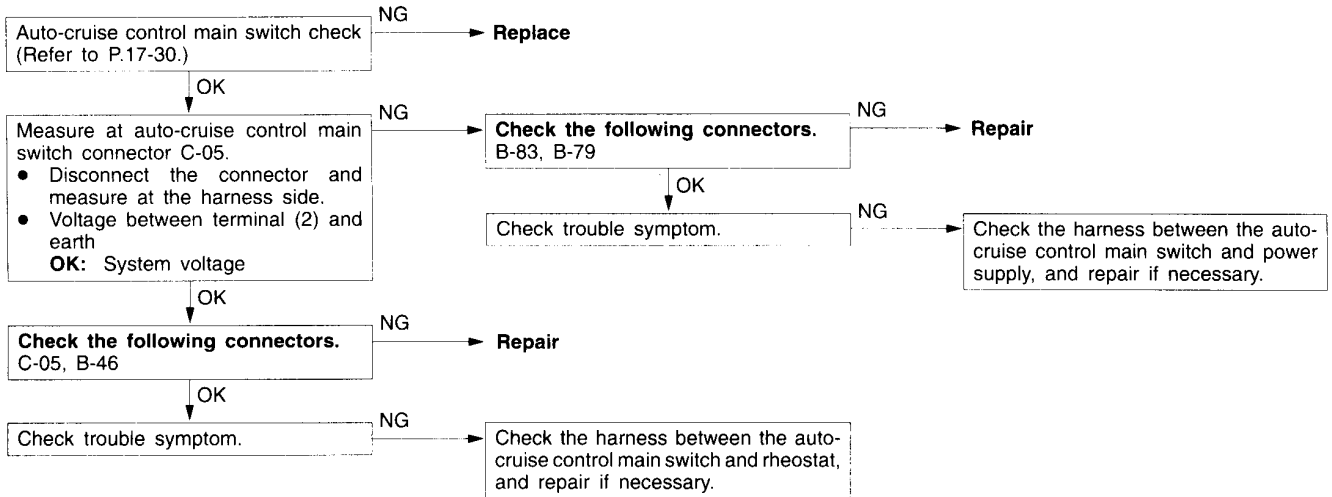 Auto-cruise control main switch check
(Refer to P.17-30.)
NG
Replace
OK
Measure at auto-cruise control main
switch connector C-05.
● Disconnect the connector and
measure at the harness side.
● Voltage between terminal (2) and
earth
OK: System voltage
NG
Check the following connectors.
B-83, B-79
NG
Repair
OK
Check trouble symptom.
NG
Check the harness between the auto-
cruise control main switch and power
supply, and repair if necessary.
OK
Check the following connectors.
C-05, B-46
NG
Repair
OK
Check trouble symptom.
NG
Check the harness between the auto-
cruise control main switch and rheostat,
and repair if necessary.